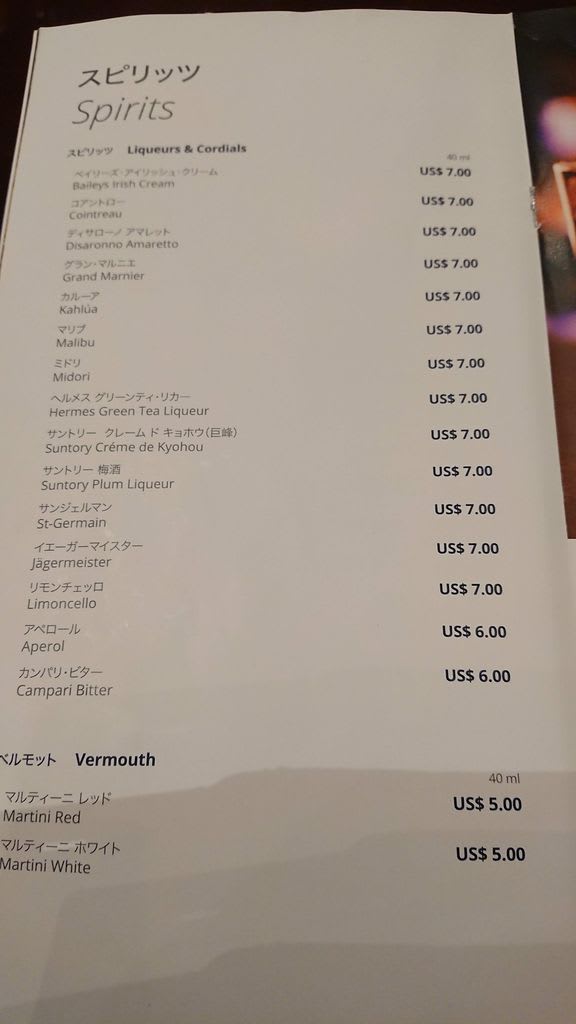 スピリッツ
Spirits
スピリッツ Liqueurs & Cordials
40 ml
ベイリーズ・アイリッシュ・クリーム
Baileys Irish Cream US$ 7.00
コアントロー
Cointreau US$ 7.00
ディサローノ アマレット
Disaronno Amaretto US$ 7.00
グラン・マルニエ
Grand Marnier US$ 7.00
カルーア
Kahlúa US$ 7.00
マリブ
Malibu US$ 7.00
ミドリ
Midori US$ 7.00
ヘルメス グリーンティ・リカー
Hermes Green Tea Liqueur US$ 7.00
サントリー クレーム ド キョホウ（巨峰）
Suntory Créme de Kyohou US$ 7.00
サントリー 梅酒
Suntory Plum Liqueur US$ 7.00
サンジェルマン
St-Germain US$ 7.00
イエーガーマイスター
Jägermeister US$ 7.00
リモンチェッロ
Limoncello US$ 7.00
アペロール
Aperol US$ 6.00
カンパリ・ビター
Campari Bitter US$ 6.00
ベルモット Vermouth
40 ml
マルティーニ レッド
Martini Red US$ 5.00
マルティーニ ホワイト
Martini White US$ 5.00